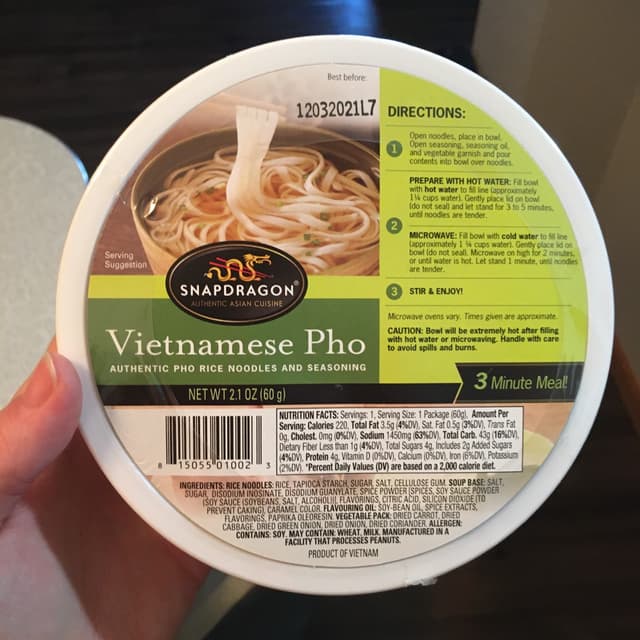 Best before:
12032021L7
Serving
Suggestion
SNAPDRAGON®
AUTHENTIC ASIAN CUISINE
Vietnamese Pho
AUTHENTIC PHO RICE NOODLES AND SEASONING
NET WT 2.1 OZ (60 g)
DIRECTIONS:
1
Open noodles, place in bowl.
Open seasoning, seasoning oil,
and vegetable garnish and pour
contents into bowl over noodles.
2
PREPARE WITH HOT WATER: Fill bowl
with hot water to fill line (approximately
1¼ cups water). Gently place lid on bowl
(do not seal) and let stand for 3 to 5 minutes,
until noodles are tender.
MICROWAVE: Fill bowl with cold water to fill line
(approximately 1 ¼ cups water). Gently place lid on
bowl (do not seal). Microwave on high for 2 minutes,
or until water is hot. Let stand 1 minute, until noodles
are tender.
3
STIR & ENJOY!
Microwave ovens vary. Times given are approximate.
CAUTION: Bowl will be extremely hot after filling
with hot water or microwaving. Handle with care
to avoid spills and burns.
3 Minute Meal!
8 15055 01002 3
NUTRITION FACTS: Servings: 1, Serving Size: 1 Package (60g), Amount Per
Serving: Calories 220, Total Fat 3.5g (4%DV), Sat. Fat 0.5g (3%DV), Trans Fat
0g, Cholest. 0mg (0%DV), Sodium 1450mg (63%DV), Total Carb. 43g (16%DV),
Dietary Fiber Less than 1g (4%DV), Total Sugars 4g, Includes 2g Added Sugars
(4%DV), Protein 4g, Vitamin D (0%DV), Calcium (0%DV), Iron (6%DV), Potassium
(2%DV). *Percent Daily Values (DV) are based on a 2,000 calorie diet.
INGREDIENTS: RICE NOODLES: RICE, TAPIOCA STARCH, SUGAR, SALT, CELLULOSE GUM. SOUP BASE: SALT,
SUGAR, DISODIUM INOSINATE, DISODIUM GUANYLATE, SPICE POWDER (SPICES, SOY SAUCE POWDER
(SOY SAUCE (SOYBEANS, SALT, ALCOHOL)), FLAVORINGS, CITRIC ACID, SILICON DIOXIDE (TO
PREVENT CAKING), CARAMEL COLOR. FLAVOURING OIL: SOY-BEAN OIL, SPICE EXTRACTS,
FLAVORINGS, PAPRIKA OLEORESIN. VEGETABLE PACK: DRIED CARROT, DRIED
CABBAGE, DRIED GREEN ONION, DRIED ONION, DRIED CORIANDER. ALLERGEN:
CONTAINS: SOY. MAY CONTAIN: WHEAT, MILK. MANUFACTURED IN A
FACILITY THAT PROCESSES PEANUTS.
PRODUCT OF VIETNAM